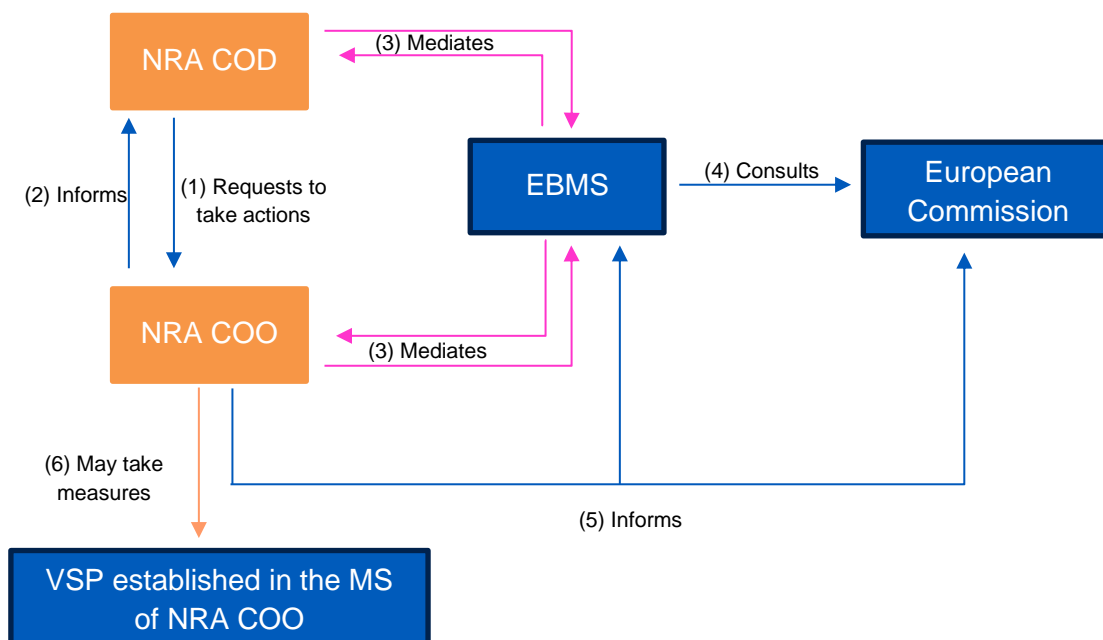 NRA COD
(3) Mediates
(2) Informs
(1) Requests to
take actions
EBMS
(4) Consults
European
Commission
NRA COO
(3) Mediates
(6) May take
measures
(5) Informs
VSP established in the MS
of NRA COO